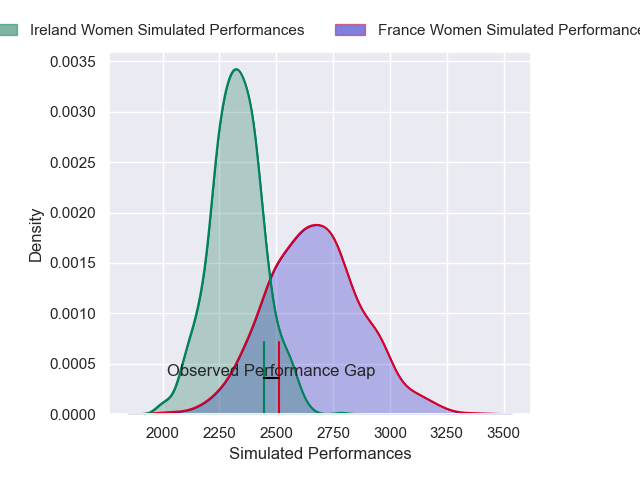 Ireland Women Simulated Performances
France Women Simulated Performance
0.0035
0.0030
0.0025
0.0020
0.0015
0.0010
0.0005
0.0000
Density
Observed Performance Gap
2000 2250 2500 2750 3000 3250 3500
Simulated Performances